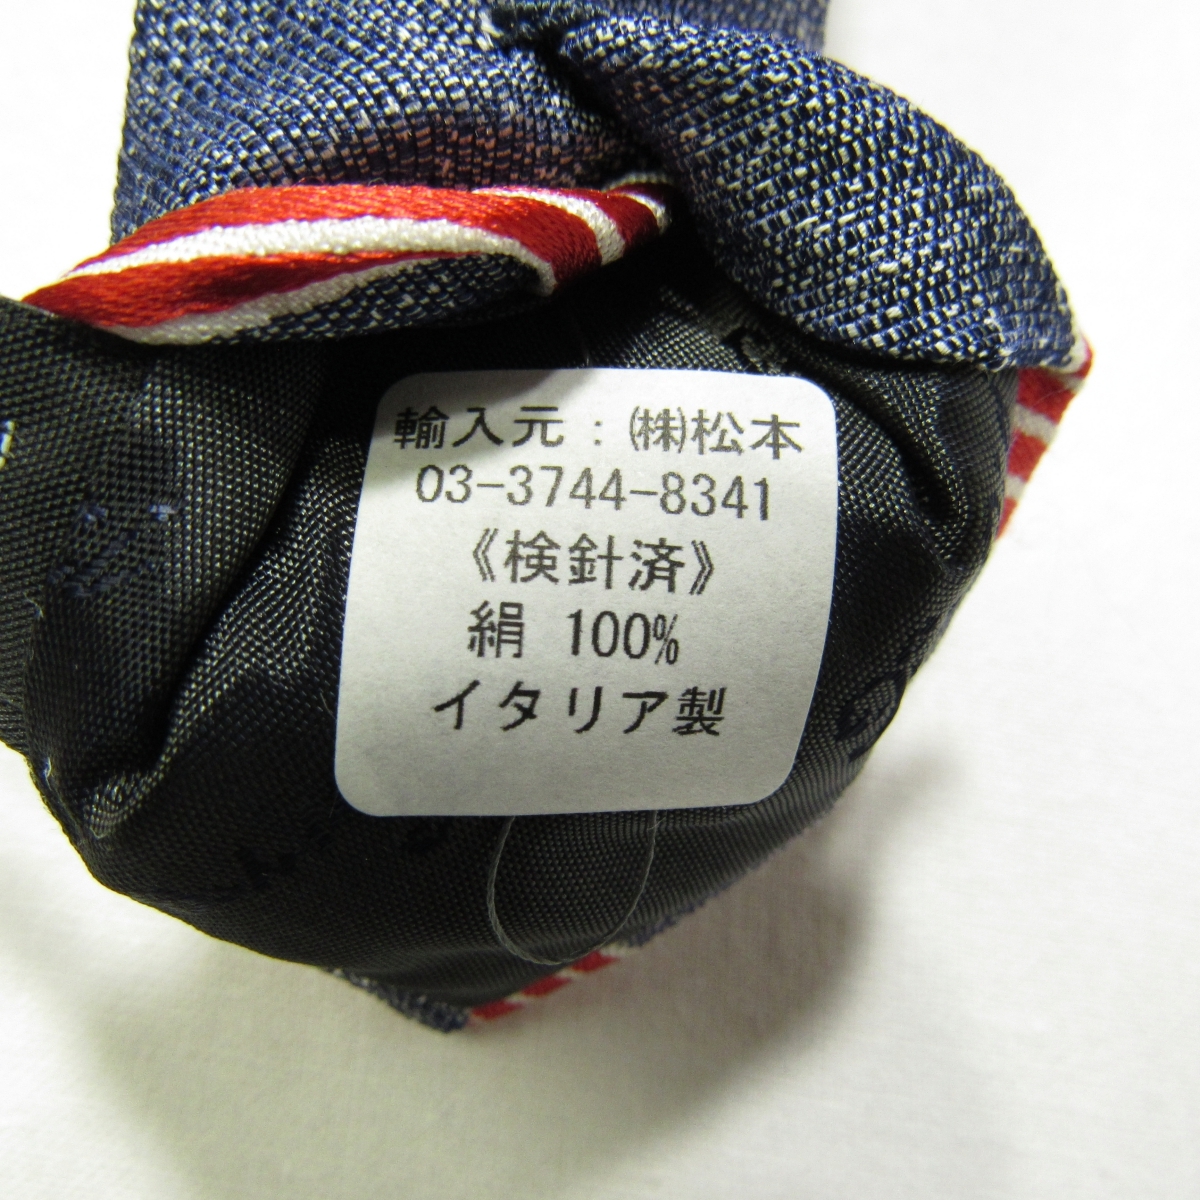 輸入元：㈱松本
03-3744-8341
《検針済》
絹 100%
イタリア製